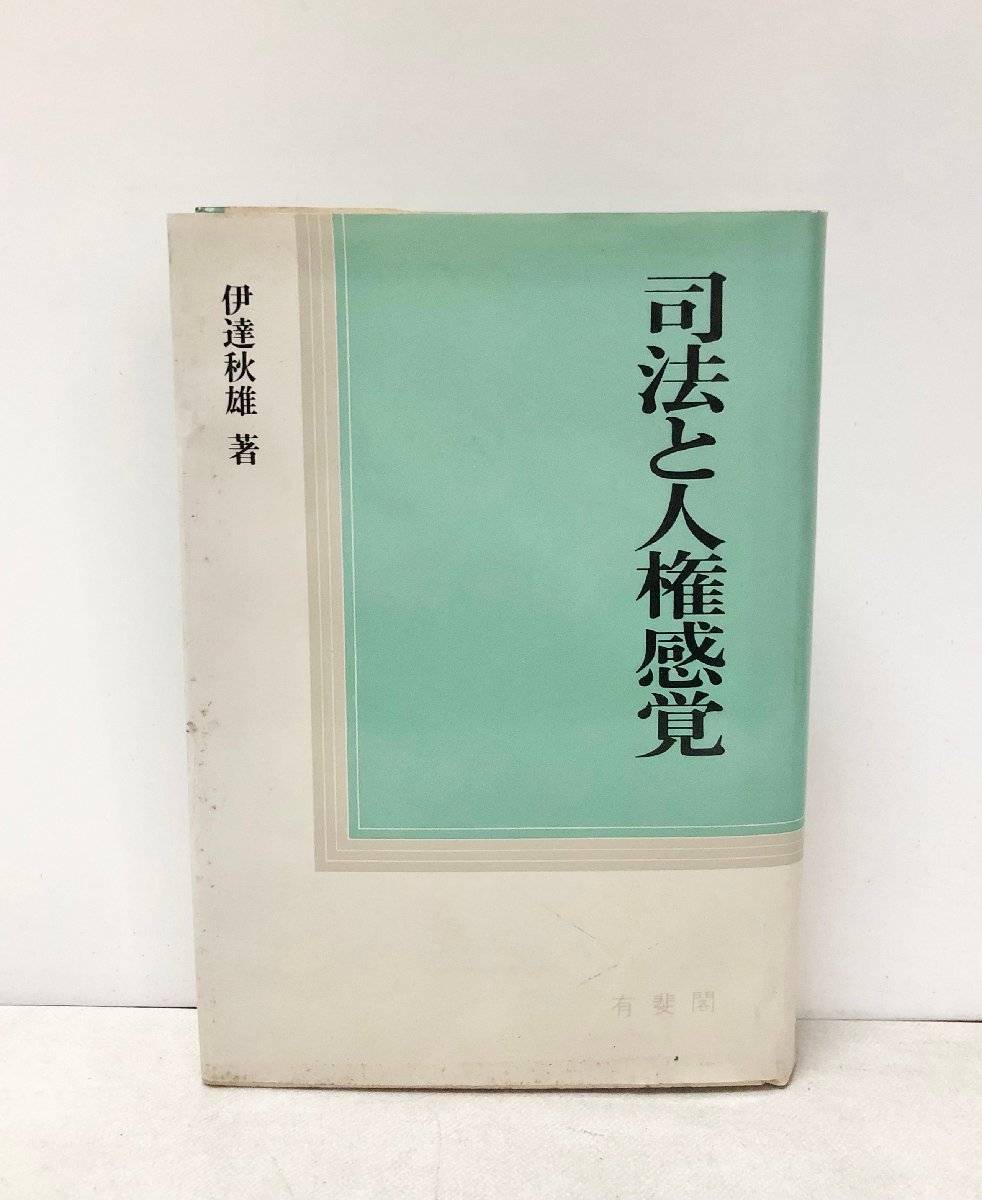 司法と人権感覚
伊達秋雄 著
有斐閣